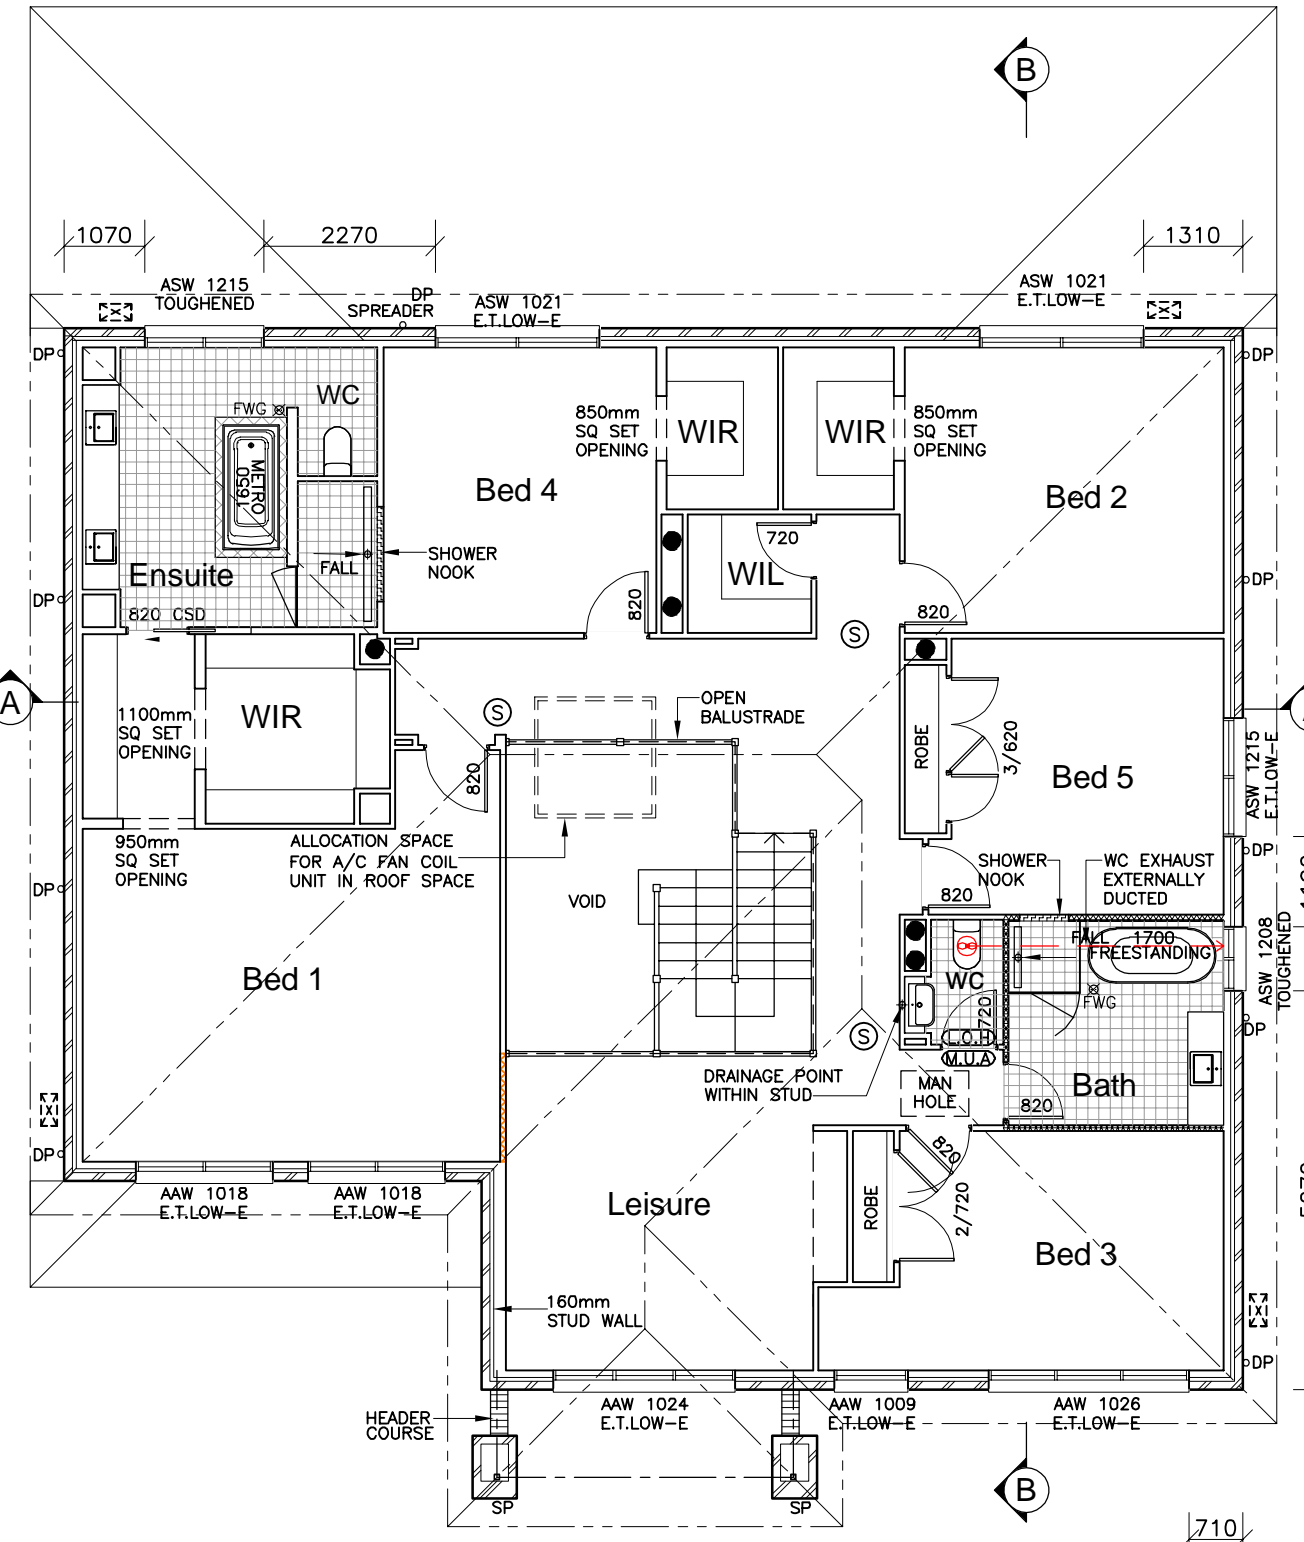 B
1070
2270
1310
ASW 1215
TOUGHENED
DP
SPREADER
ASW 1021
E.T.LOW-E
ASW 1021
E.T.LOW-E
X
X
DP
DP
WC
FWG
METRO
1650
850mm
SQ SET
OPENING
WIR
WIR
850mm
SQ SET
OPENING
Bed 4
Bed 2
SHOWER
NOOK
FALL
Ensuite
720
WIL
DP
DP
820 CSD
820
820
S
A
1100mm
SQ SET
OPENING
WIR
S
OPEN
BALUSTRADE
ROBE
3/620
Bed 5
ASW 1215
E.T.LOW-E
820
950mm
SQ SET
OPENING
ALLOCATION SPACE
FOR A/C FAN COIL
UNIT IN ROOF SPACE
DP
DP
SHOWER
NOOK
WC EXHAUST
EXTERNALLY
DUCTED
820
VOID
FALL
1700
FREESTANDING
ASW 1208
TOUGHENED
Bed 1
WC
FWG
720
DP
S
L.O.H
M.U.A
DRAINAGE POINT
WITHIN STUD
MAN
HOLE
Bath
820
X
DP
820
AAW 1018
E.T.LOW-E
AAW 1018
E.T.LOW-E
Leisure
ROBE
2/720
Bed 3
160mm
STUD WALL
X
DP
HEADER
COURSE
AAW 1024
E.T.LOW-E
AAW 1009
E.T.LOW-E
AAW 1026
E.T.LOW-E
SP
SP
B
710